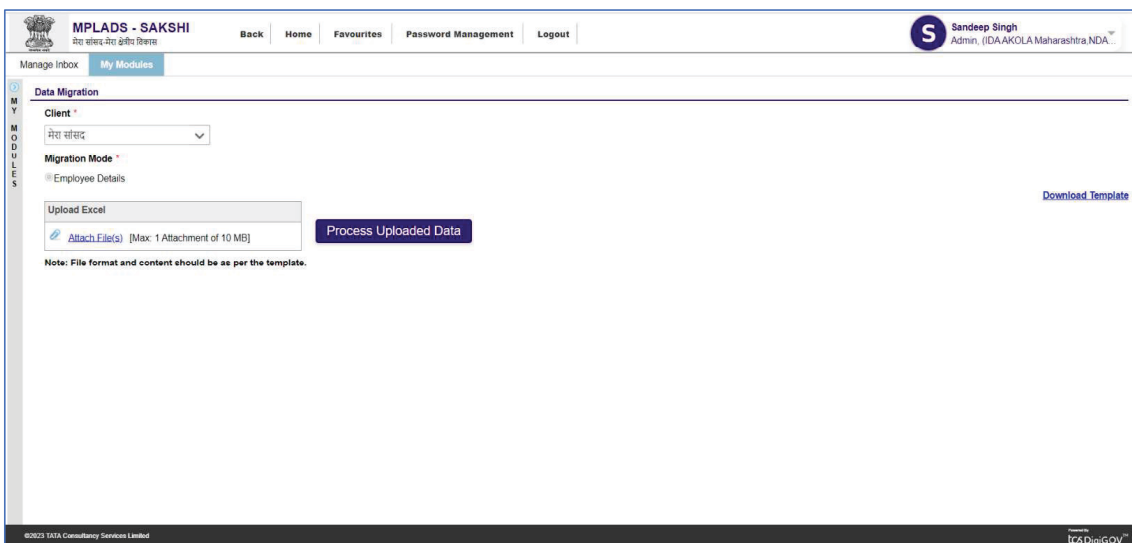 MPLADS - SAKSHI
मेरा सांसद-मेरा क्षेत्रीय विकास
Back Home Favourites Password Management Logout
S
Sandeep Singh
Admin, (IDA AKOLA Maharashtra,NDA...
Manage Inbox My Modules
MY MODULES
Data Migration
Client *
मेरा सांसद
Migration Mode *
Employee Details
Download Template
Upload Excel
Attach File(s) [Max: 1 Attachment of 10 MB]
Process Uploaded Data
Note: File format and content should be as per the template.
©2023 TATA Consultancy Services Limited
Powered By
tcs DigiGOV™